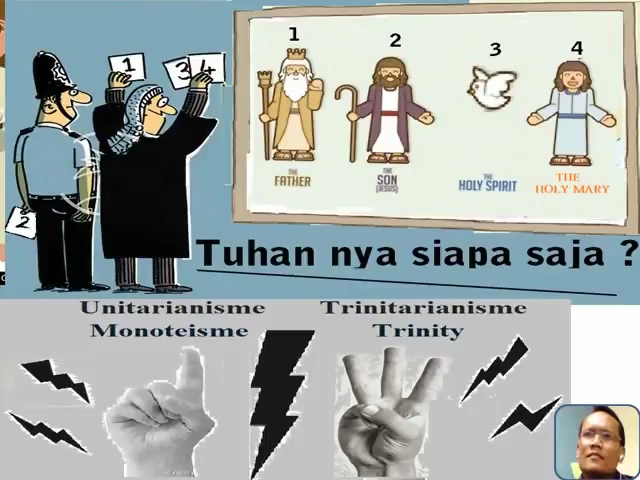 1
2
3
4
1
3 4
2
THE
FATHER
THE
SON
(JESUS)
THE
HOLY SPIRIT
THE
HOLY MARY
Tuhan nya siapa saja ?
Unitarianisme
Monoteisme
Trinitarianisme
Trinity